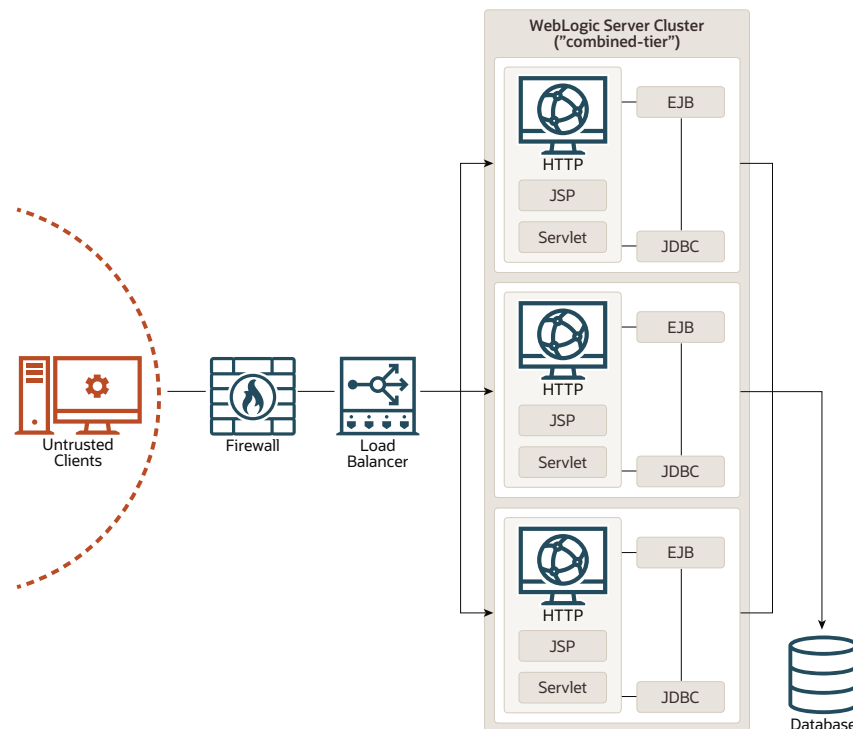 WebLogic Server Cluster
(”combined-tier”)
HTTP
JSP
Servlet
EJB
JDBC
HTTP
JSP
Servlet
EJB
JDBC
HTTP
JSP
Servlet
EJB
JDBC
Untrusted
Clients
Firewall
Load
Balancer
Database